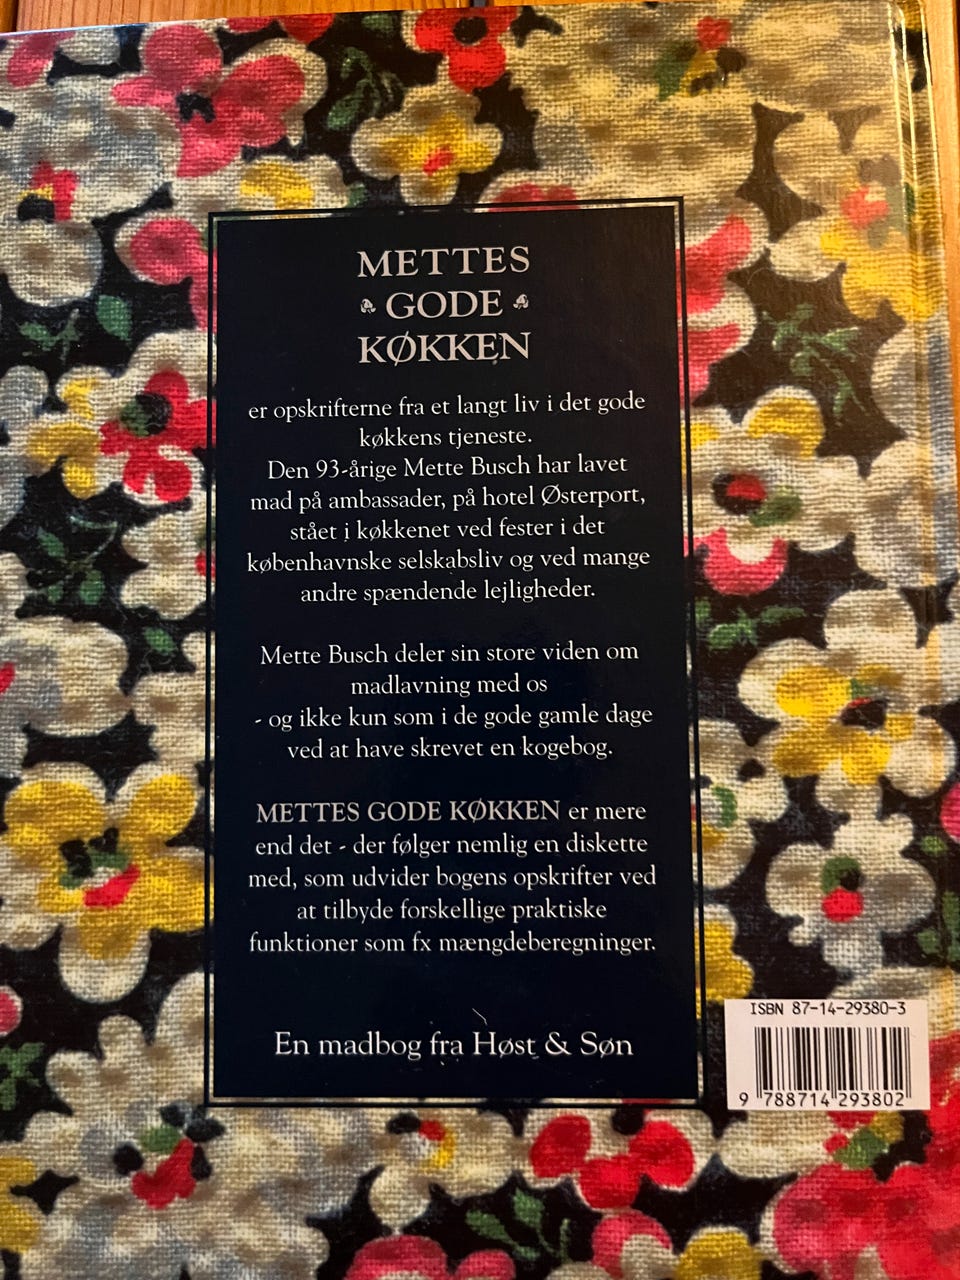 METTES
GODE
KØKKEN
er opskrifterne fra et langt liv i det gode
køkkens tjeneste.
Den 93-årige Mette Busch har lavet
mad på ambassader, på hotel Østerport,
stået i køkkenet ved fester i det
københavnske selskabsliv og ved mange
andre spændende lejligheder.
Mette Busch deler sin store viden om
madlavning med os
- og ikke kun som i de gode gamle dage
ved at have skrevet en kogebog.
METTES GODE KØKKEN er mere
end det - der følger nemlig en diskette
med, som udvider bogens opskrifter ved
at tilbyde forskellige praktiske
funktioner som fx mængdeberegninger.
En madbog fra Høst & Søn
ISBN 87-14-29380-3
9 788714 293802